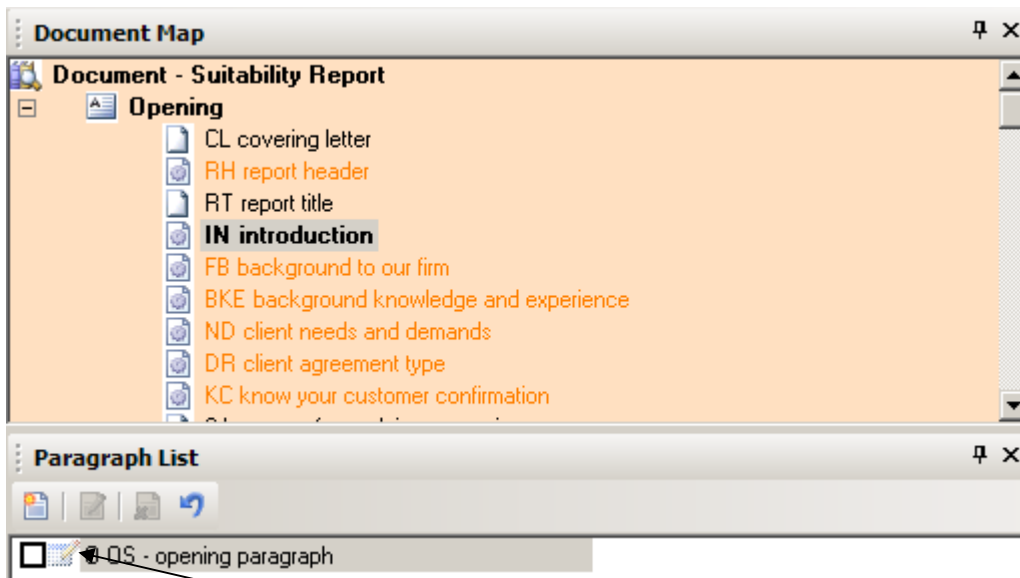 Document Map
Document - Suitability Report
Opening
CL covering letter
RH report header
RT report title
IN introduction
FB background to our firm
BKE background knowledge and experience
ND client needs and demands
DR client agreement type
KC know your customer confirmation
Paragraph List
OS - opening paragraph